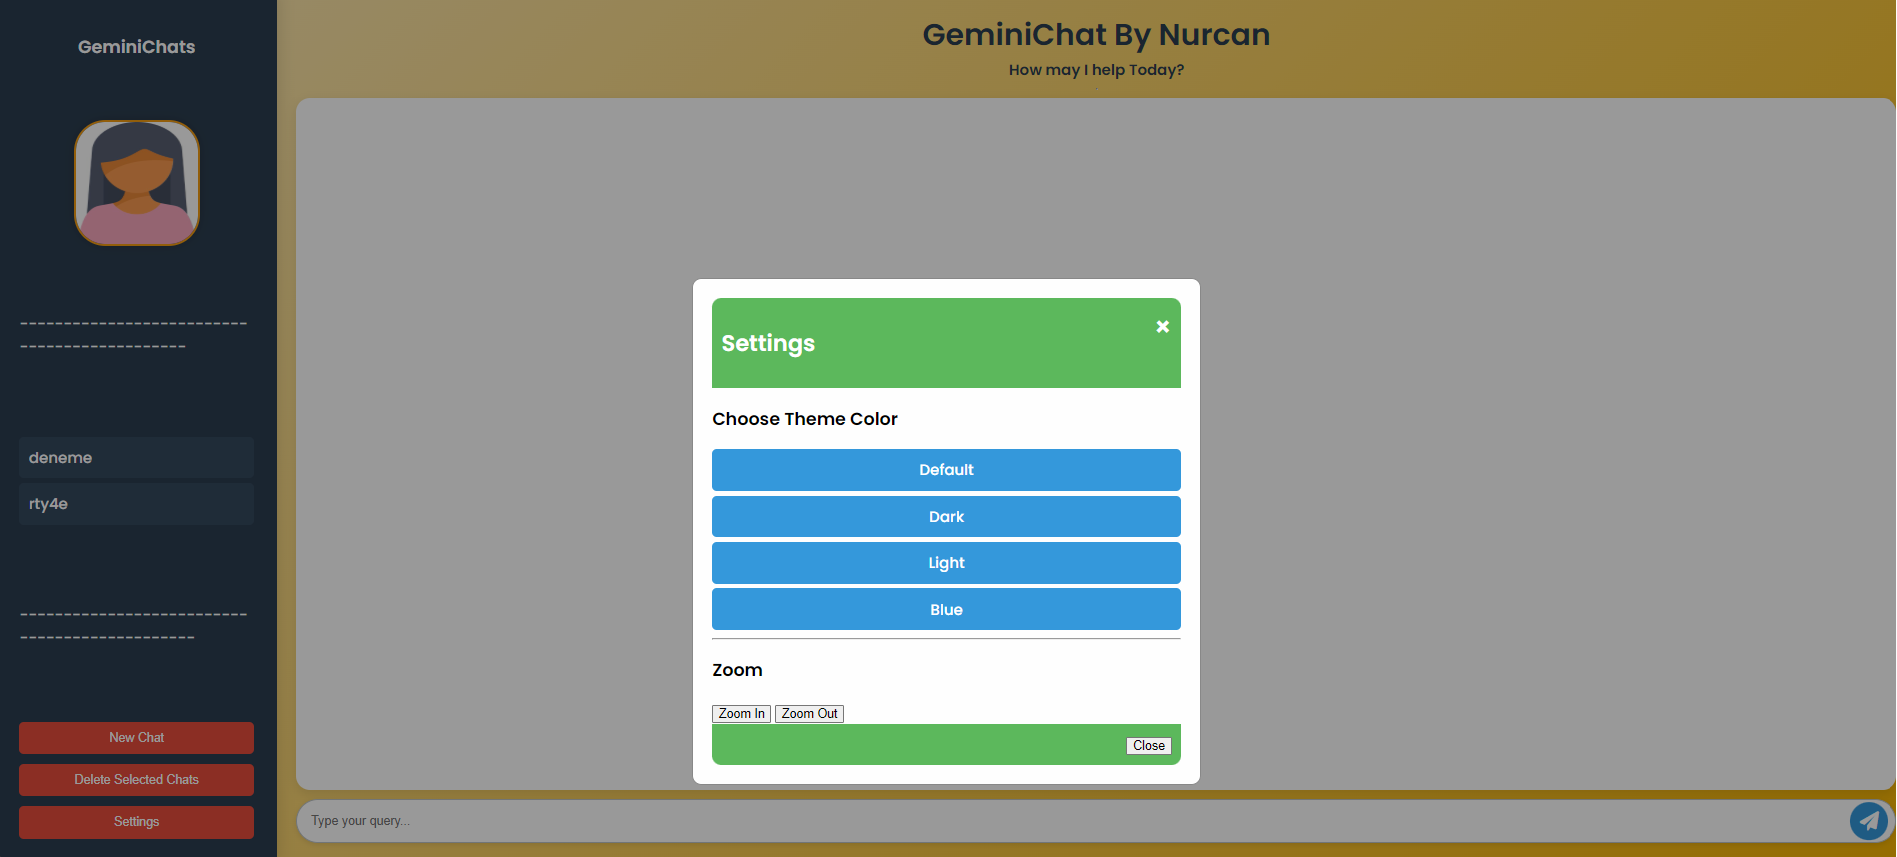 GeminiChats
--------------------------
-------------------
deneme
rty4e
--------------------------
--------------------
New Chat
Delete Selected Chats
Settings
GeminiChat By Nurcan
How may I help Today?
Settings
×
Choose Theme Color
Default
Dark
Light
Blue
Zoom
Zoom In Zoom Out
Close
Type your query...